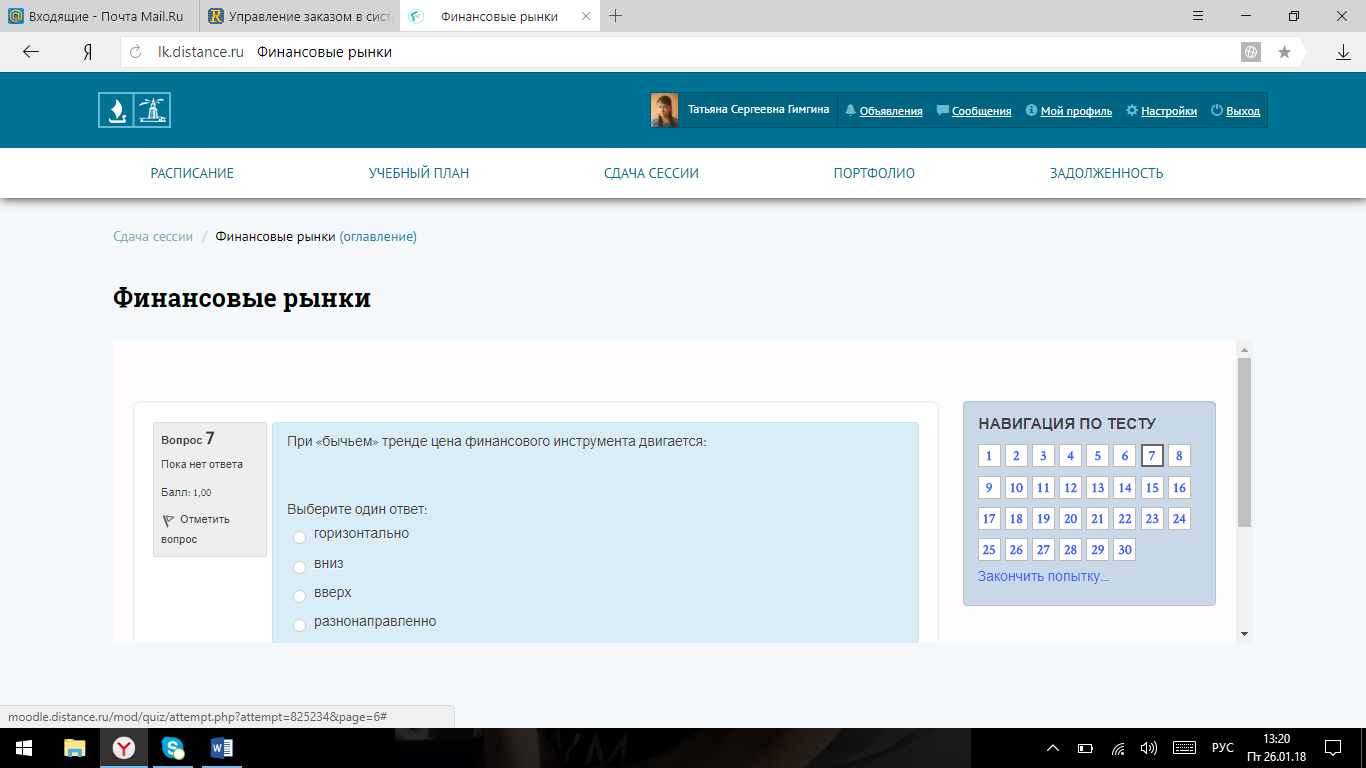 Входящие - Почта Mail.Ru
Управление заказом в сист
Финансовые рынки
lk.distance.ru Финансовые рынки
Татьяна Сергеевна Гимгина
Объявления
Сообщения
Мой профиль
Настройки
Выход
РАСПИСАНИЕ
УЧЕБНЫЙ ПЛАН
СДАЧА СЕССИИ
ПОРТФОЛИО
ЗАДОЛЖЕННОСТЬ
Сдача сессии / Финансовые рынки (оглавление)
Финансовые рынки
Вопрос 7
Пока нет ответа
Балл: 1,00
Отметить
вопрос
При «бычьем» тренде цена финансового инструмента двигается:
Выберите один ответ:
горизонтально
вниз
вверх
разнонаправленно
НАВИГАЦИЯ ПО ТЕСТУ
1 2 3 4 5 6 7 8
9 10 11 12 13 14 15 16
17 18 19 20 21 22 23 24
25 26 27 28 29 30
Закончить попытку...
moodle.distance.ru/mod/quiz/attempt.php?attempt=825234&page=6#
РУС
13:20
Пт 26.01.18